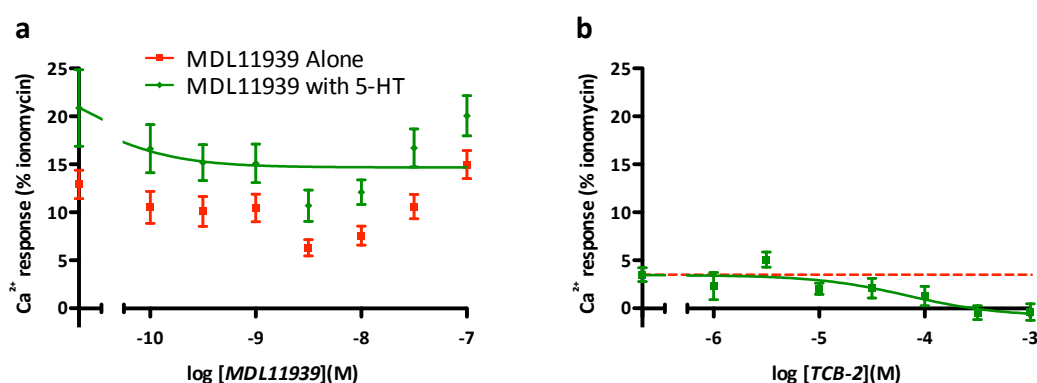 a
MDL11939 Alone
MDL11939 with 5-HT
25
20
15
10
5
0
Ca²⁺ response (% ionomycin)
-10
-9
-8
-7
log [MDL11939](M)
b
25
20
15
10
5
0
Ca²⁺ response (% ionomycin)
-6
-5
-4
-3
log [TCB-2](M)